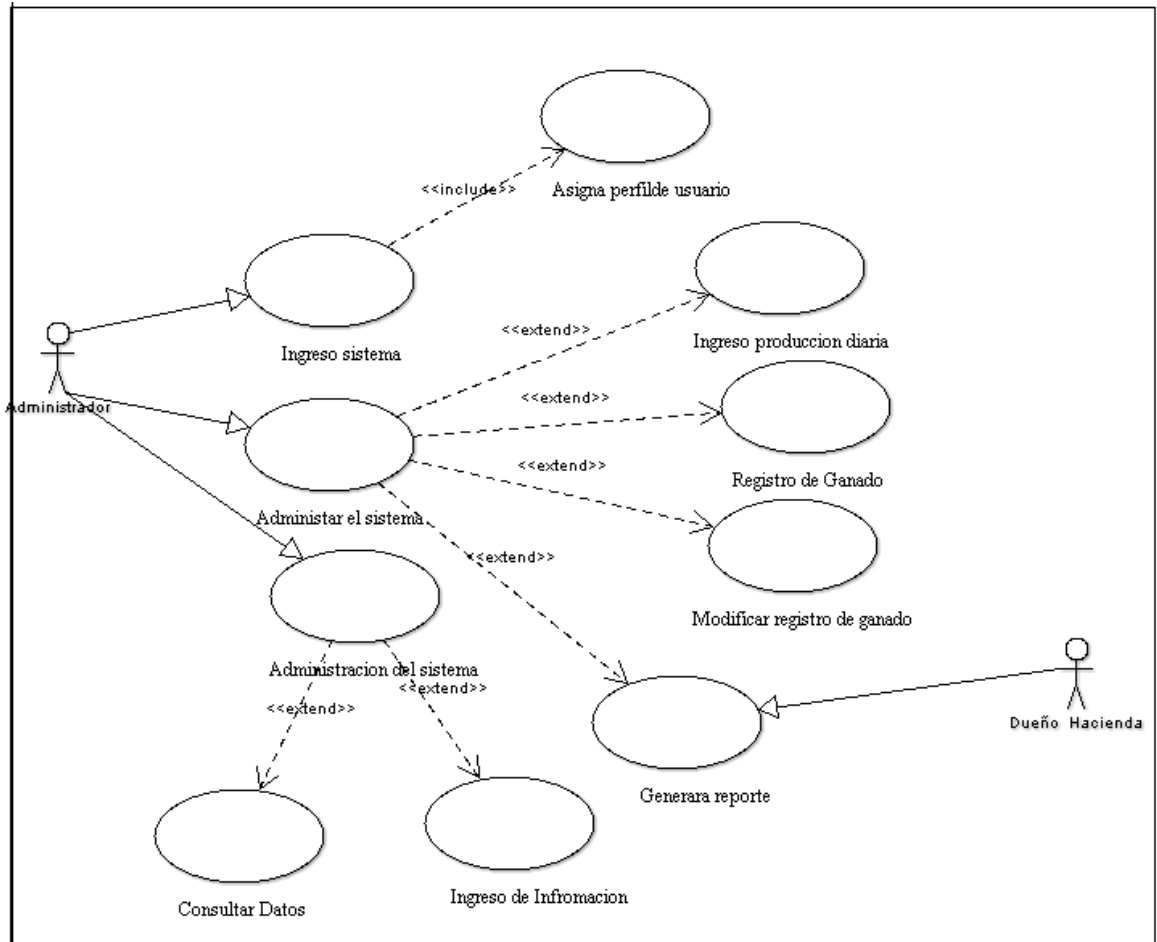 <<include>>
Asigna perfilde usuario
<<extend>>
Ingreso produccion diaria
Ingreso sistema
<<extend>>
Administrador
<<extend>>
Registro de Ganado
Administar el sistema
<<extend>>
Modificar registro de ganado
Administracion del sistema
<<extend>>
<<extend>>
Dueño Hacienda
Generara reporte
Ingreso de Infromacion
Consultar Datos